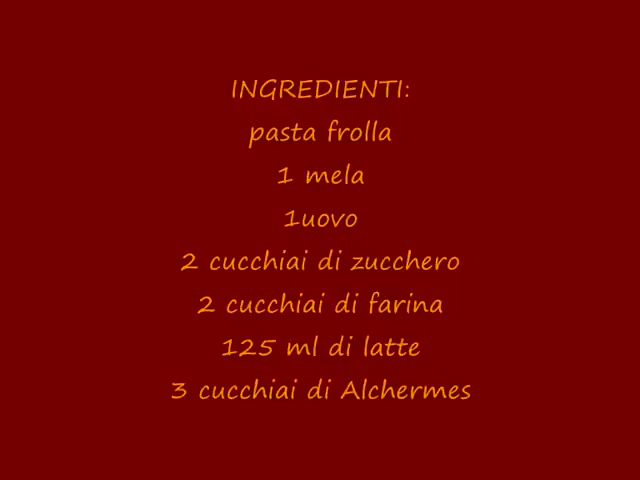 INGREDIENTI:
pasta frolla
1 mela
1uovo
2 cucchiai di zucchero
2 cucchiai di farina
125 ml di latte
3 cucchiai di Alchermes